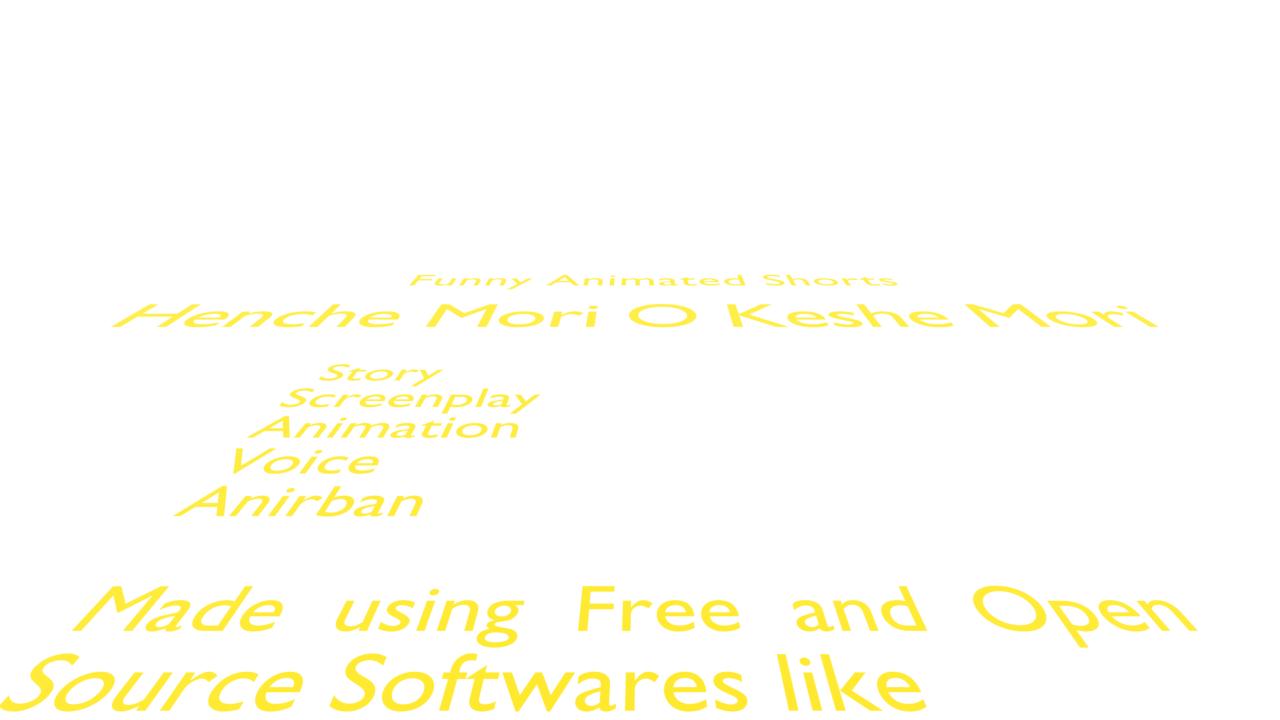 Funny Animated Shorts
Henche Mori O Keshe Mori
Story
Screenplay
Animation
Voice
Anirban
Made using Free and Open
Source Softwares like